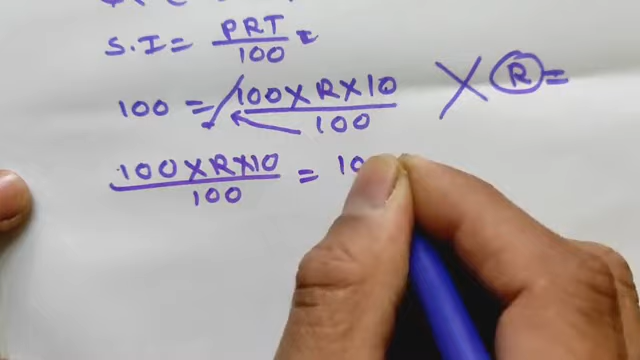 S.I = PRT/100 =
100 = 100 X R X 10/100 X R =
100 X R X 10/100 = 10